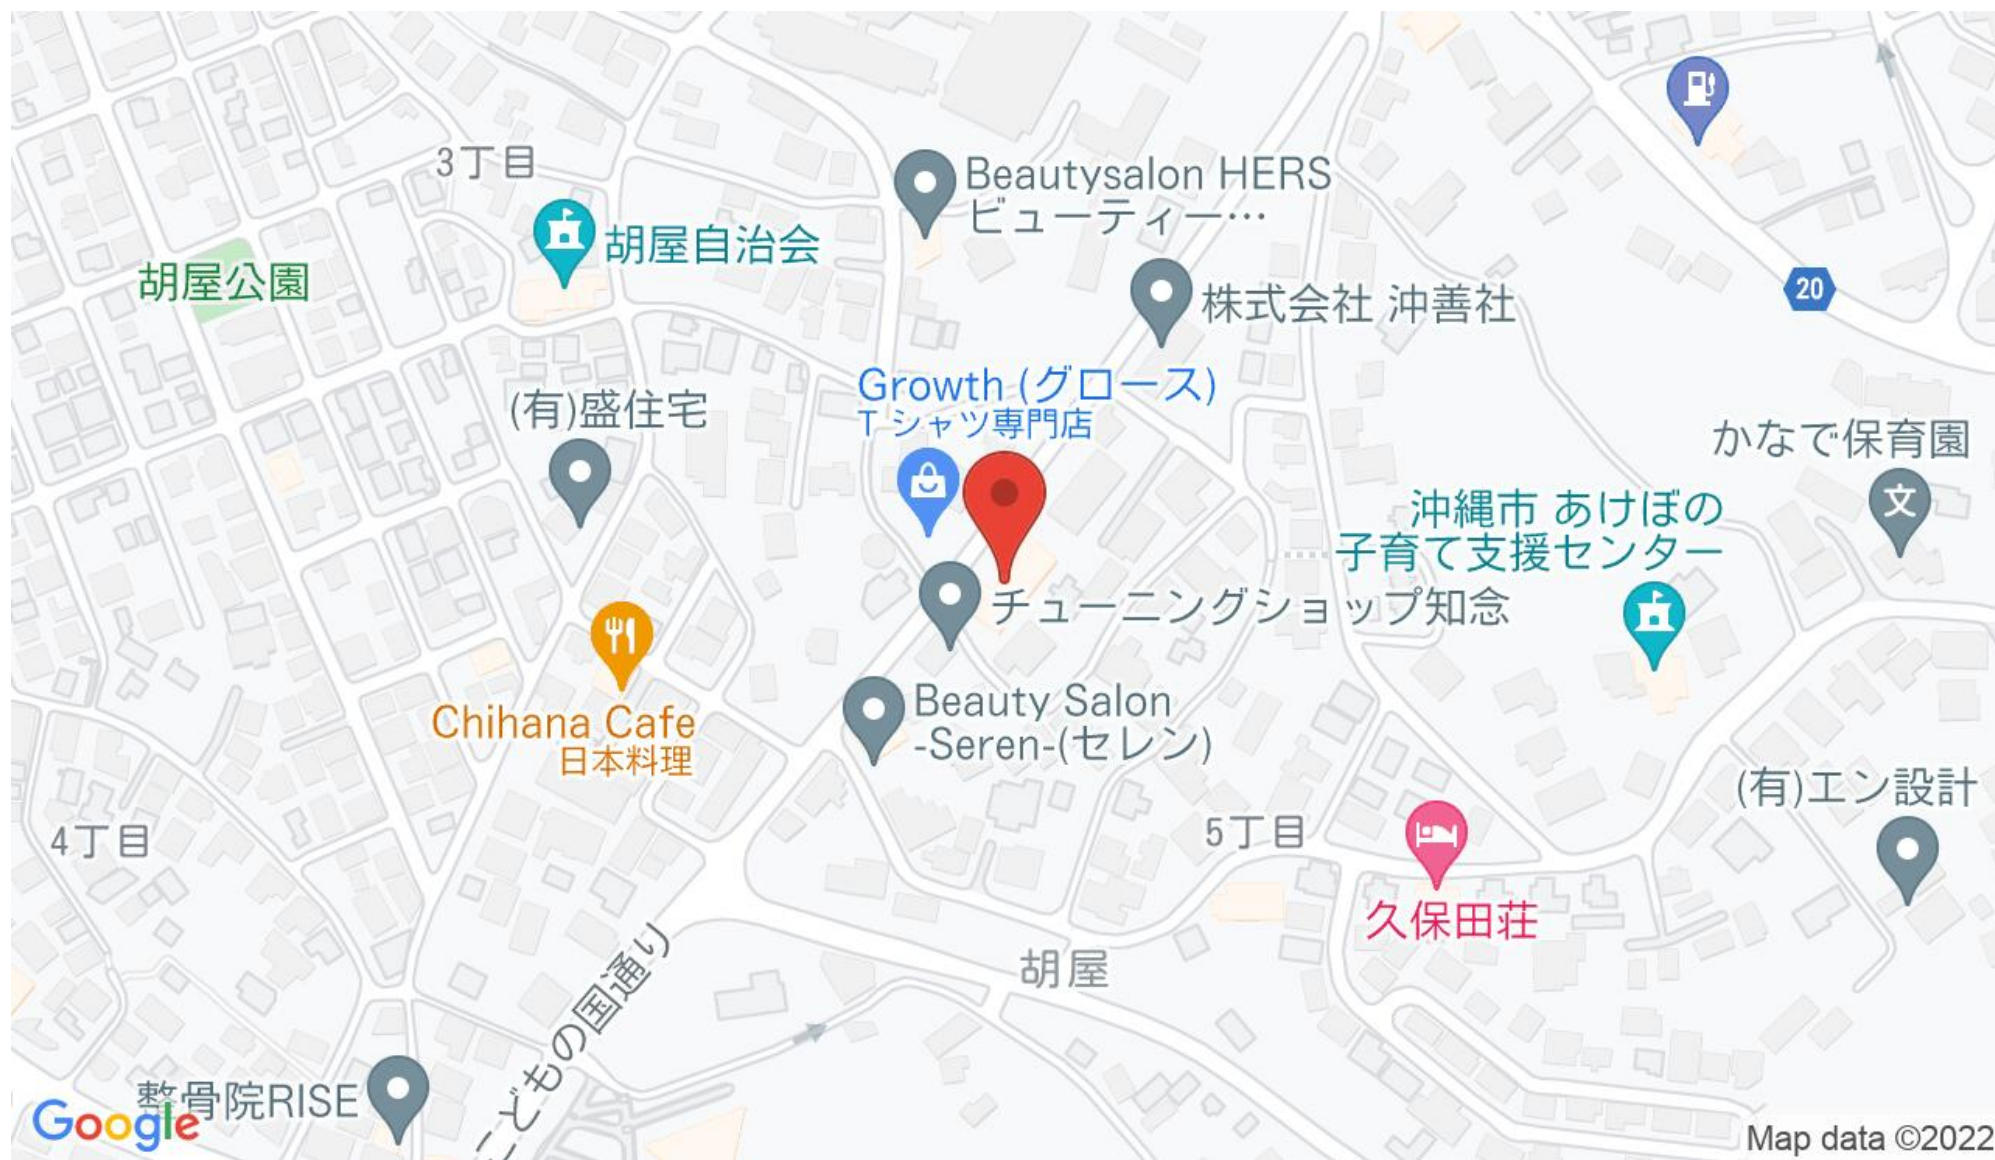 3丁目
Beautysalon HERS
ビューティー…
胡屋自治会
胡屋公園
株式会社 沖善社
20
Growth (グロース)
Tシャツ専門店
(有)盛住宅
かなで保育園
文
沖縄市 あけぼの
子育て支援センター
チューニングショップ知念
Chihana Cafe
日本料理
Beauty Salon
-Seren-(セレン)
(有)エン設計
4丁目
5丁目
久保田荘
胡屋
こどもの国通り
整骨院RISE
Google
Map data ©2022